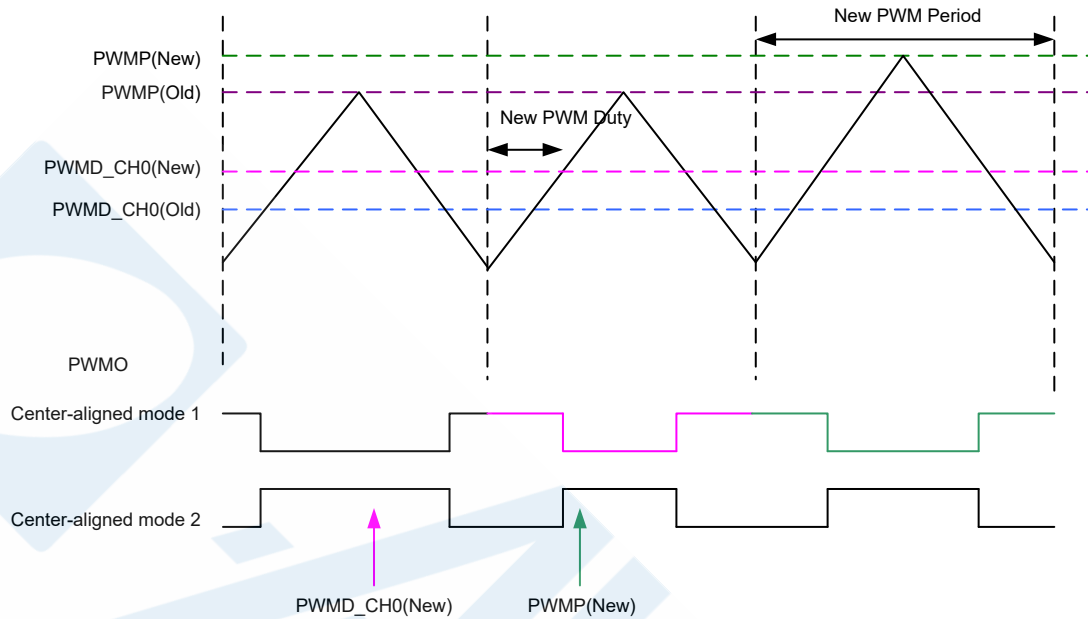 New PWM Period
PWMP(New)
PWMP(Old)
New PWM Duty
PWMD_CH0(New)
PWMD_CH0(Old)
PWMO
Center-aligned mode 1
Center-aligned mode 2
PWMD_CH0(New)
PWMP(New)